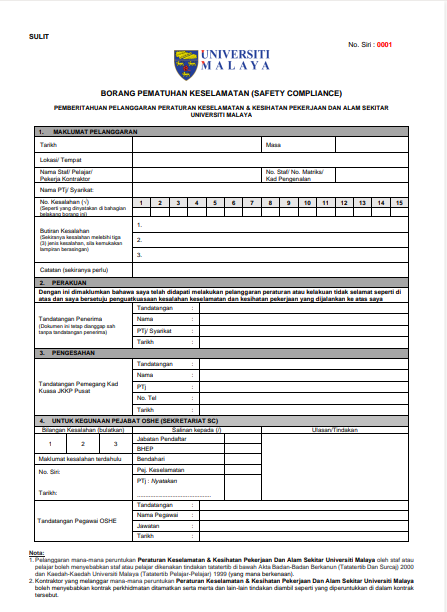 SULIT
No. Siri : 0001
UNIVERSITI
MALAYA
BORANG PEMATUHAN KESELAMATAN (SAFETY COMPLIANCE)
PEMBERITAHUAN PELANGGARAN PERATURAN KESELAMATAN & KESIHATAN PEKERJAAN DAN ALAM SEKITAR
UNIVERSITI MALAYA
1. MAKLUMAT PELANGGARAN
Tarikh Masa
Lokasi/ Tempat
Nama Staf/ Pelajar/ No. Staf/ No. Matriks/
Pekerja Kontraktor Kad Pengenalan
Nama PTj/ Syarikat:
No. Kesalahan (√) 1 2 3 4 5 6 7 8 9 10 11 12 13 14 15
(Seperti yang dinyatakan di bahagian
belakang borang ini)
1.
Butiran Kesalahan
(Sekiranya kesalahan melebihi tiga
(3) jenis kesalahan, sila kemukakan
lampiran berasingan)
2.
3.
Catatan (sekiranya perlu)
2. PERAKUAN
Dengan ini dimaklumkan bahawa saya telah didapati melakukan pelanggaran peraturan atau kelakuan tidak selamat seperti di
atas dan saya bersetuju penguatkuasaan kesalahan keselamatan dan kesihatan pekerjaan yang dijalankan ke atas saya
Tandatangan Penerima
(Dokumen ini tetap dianggap sah
tanpa tandatangan penerima)
Tandatangan :
Nama :
PTj/ Syarikat :
Tarikh :
3. PENGESAHAN
Tandatangan Pemegang Kad
Kuasa JKKP Pusat
Tandatangan :
Nama :
PTj :
No. Tel :
Tarikh :
4. UNTUK KEGUNAAN PEJABAT OSHE (SEKRETARIAT SC)
Bilangan Kesalahan (bulatkan) Salinan kepada (/) Ulasan/Tindakan
1 2 3
Jabatan Pendaftar
BHEP
Maklumat kesalahan terdahulu Bendahari
No. Siri: Pej. Keselamatan
PTj : Nyatakan
Tarikh: ..........................................
Tandatangan Pegawai OSHE
Tandatangan :
Nama Pegawai :
Jawatan :
Tarikh :
Nota:
1. Pelanggaran mana-mana peruntukan Peraturan Keselamatan & Kesihatan Pekerjaan Dan Alam Sekitar Universiti Malaya oleh staf atau
pelajar boleh menyebabkan staf atau pelajar dikenakan tindakan tatatertib di bawah Akta Badan-Badan Berkanun (Tatatertib Dan Surcaj) 2000
dan Kaedah-Kaedah Universiti Malaya (Tatatertib Pelajar-Pelajar) 1999 (yang mana berkenaan).
2. Kontraktor yang melanggar mana-mana peruntukan Peraturan Keselamatan & Kesihatan Pekerjaan Dan Alam Sekitar Universiti Malaya
boleh menyebabkan kontrak perkhidmatan ditamatkan serta merta dan lain-lain tindakan diambil seperti yang diperuntukan di dalam kontrak
tersebut.